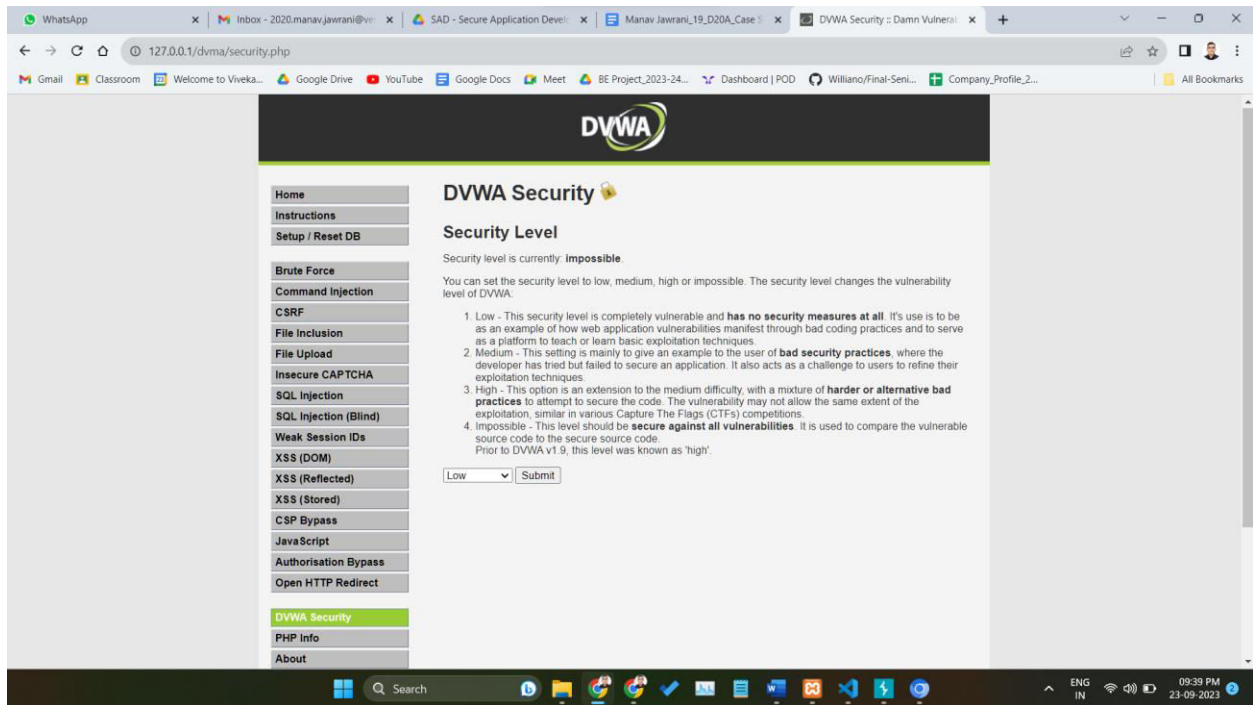 WhatsApp
Inbox - 2020.manav.jawrani@ve
SAD - Secure Application Devel
Manav Jawrani_19_D20A_Case S
DVWA Security :: Damn Vulnerab
127.0.0.1/dvma/security.php
Gmail
Classroom
Welcome to Viveka...
Google Drive
YouTube
Google Docs
Meet
BE Project_2023-24...
Dashboard | POD
Williano/Final-Seni...
Company_Profile_2...
All Bookmarks
DVWA
Home
Instructions
Setup / Reset DB
Brute Force
Command Injection
CSRF
File Inclusion
File Upload
Insecure CAPTCHA
SQL Injection
SQL Injection (Blind)
Weak Session IDs
XSS (DOM)
XSS (Reflected)
XSS (Stored)
CSP Bypass
JavaScript
Authorisation Bypass
Open HTTP Redirect
DVWA Security
PHP Info
About
DVWA Security
Security Level
Security level is currently: impossible.
You can set the security level to low, medium, high or impossible. The security level changes the vulnerability
level of DVWA:
1. Low - This security level is completely vulnerable and has no security measures at all. It's use is to be
as an example of how web application vulnerabilities manifest through bad coding practices and to serve
as a platform to teach or learn basic exploitation techniques.
2. Medium - This setting is mainly to give an example to the user of bad security practices, where the
developer has tried but failed to secure an application. It also acts as a challenge to users to refine their
exploitation techniques.
3. High - This option is an extension to the medium difficulty, with a mixture of harder or alternative bad
practices to attempt to secure the code. The vulnerability may not allow the same extent of the
exploitation, similar in various Capture The Flags (CTFs) competitions.
4. Impossible - This level should be secure against all vulnerabilities. It is used to compare the vulnerable
source code to the secure source code.
Prior to DVWA v1.9, this level was known as 'high'.
Low
Submit
Search
ENG
IN
09:39 PM
23-09-2023
2